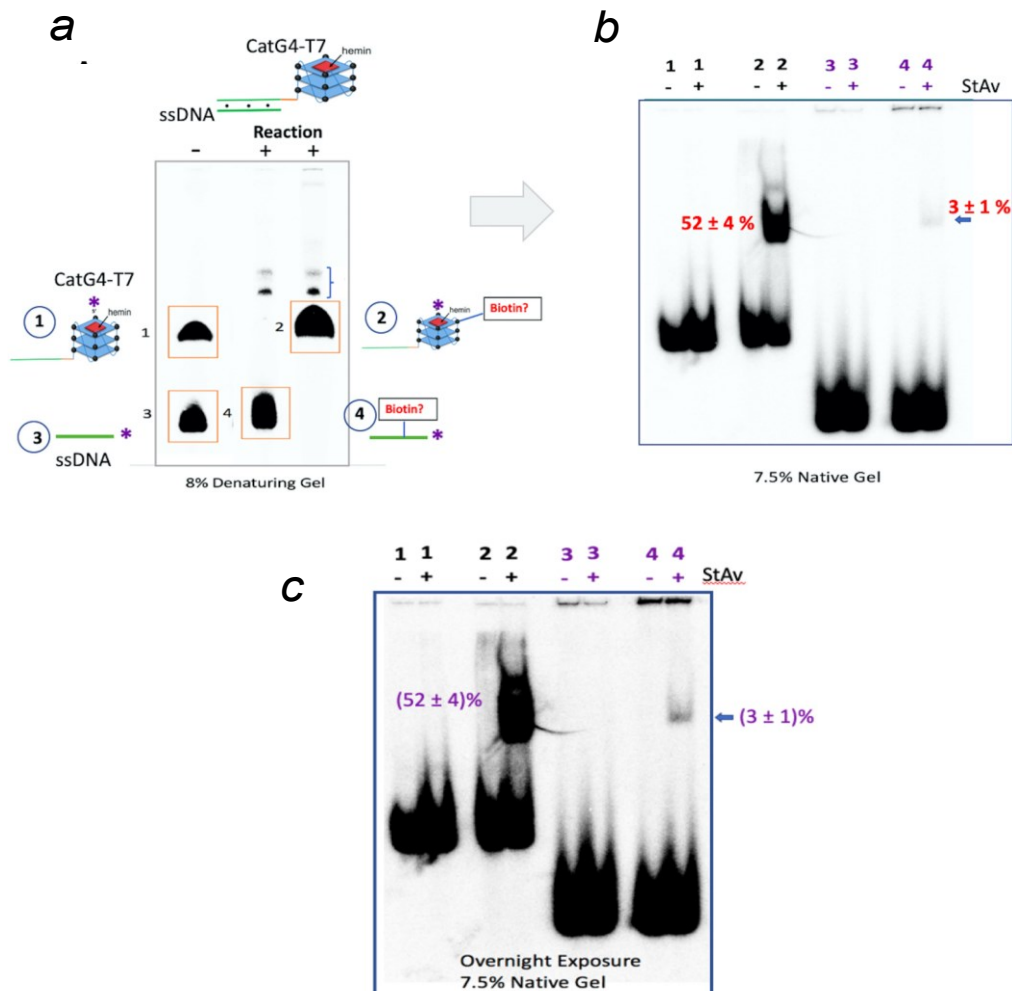 a
CatG4-T7
hemin
ssDNA
Reaction
- + +
CatG4-T7
*
hemin
1
1
2
*
hemin
Biotin?
2
3
*
ssDNA
3
4
4
Biotin?
*
8% Denaturing Gel
b
1 1 2 2 3 3 4 4
- + - + - + - + StAv
52 ± 4 %
3 ± 1 %
7.5% Native Gel
c
1 1 2 2 3 3 4 4
- + - + - + - + StAv
(52 ± 4)%
(3 ± 1)%
Overnight Exposure
7.5% Native Gel